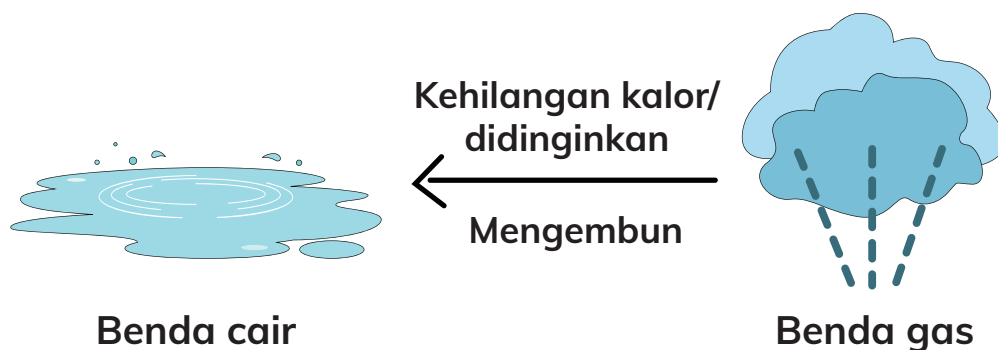 Kehilangan kalor/
didinginkan
Mengembun
Benda cair
Benda gas